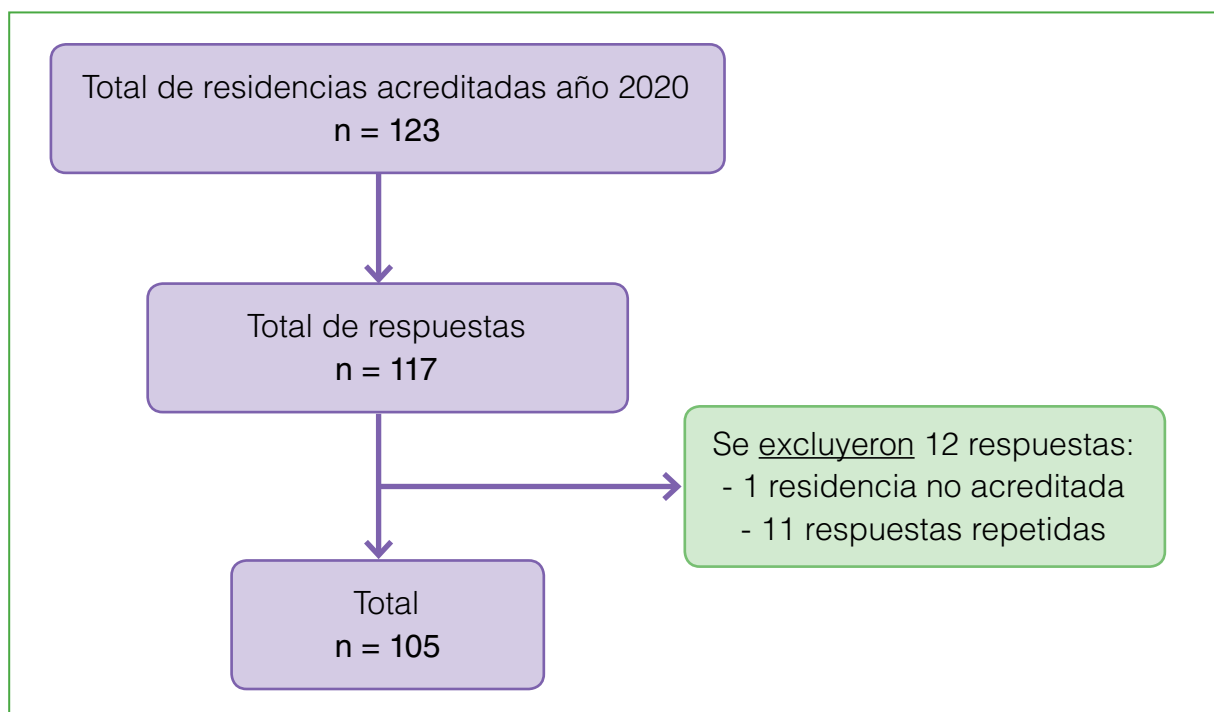 Total de residencias acreditadas año 2020
n = 123
Total de respuestas
n = 117
Se excluyeron 12 respuestas:
- 1 residencia no acreditada
- 11 respuestas repetidas
Total
n = 105